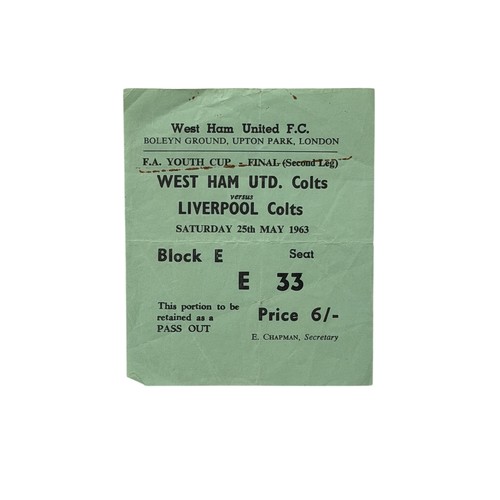 West Ham United F.C.
BOLEYN GROUND, UPTON PARK, LONDON
F.A. YOUTH CUP - FINAL (Second Leg)
WEST HAM UTD. Colts
versus
LIVERPOOL Colts
SATURDAY 25th MAY 1963
Block E Seat
E 33
This portion to be
retained as a
PASS OUT
Price 6/-
E. CHAPMAN, Secretary